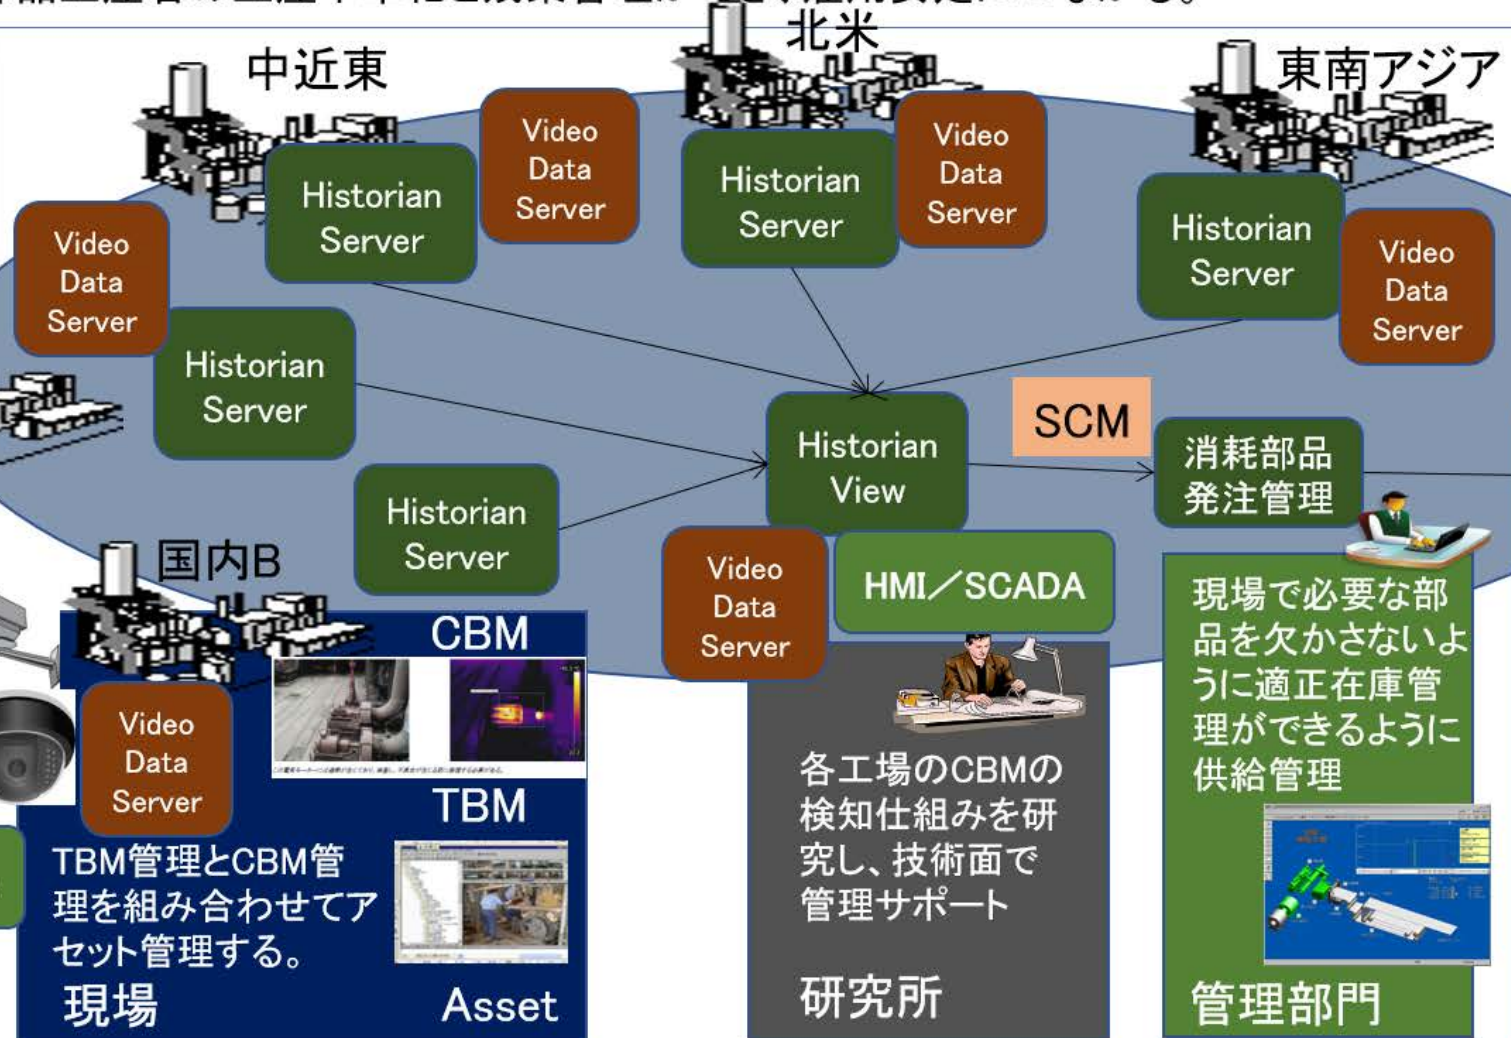 北米
中近東
東南アジア
Video
Data
Server
Historian
Server
Video
Data
Server
Historian
Server
Video
Data
Server
Historian
Server
Video
Data
Server
Historian
Server
Video
Data
Server
Historian
Server
Historian
View
SCM
消耗部品
発注管理
Video
Data
Server
HMI／SCADA
国内B
CBM
Video
Data
Server
TBM
TBM管理とCBM管
理を組み合わせてア
セット管理する。
現場
Asset
各工場のCBMの
検知仕組みを研
究し、技術面で
管理サポート
研究所
現場で必要な部
品を欠かさないよ
うに適正在庫管
理ができるように
供給管理
管理部門